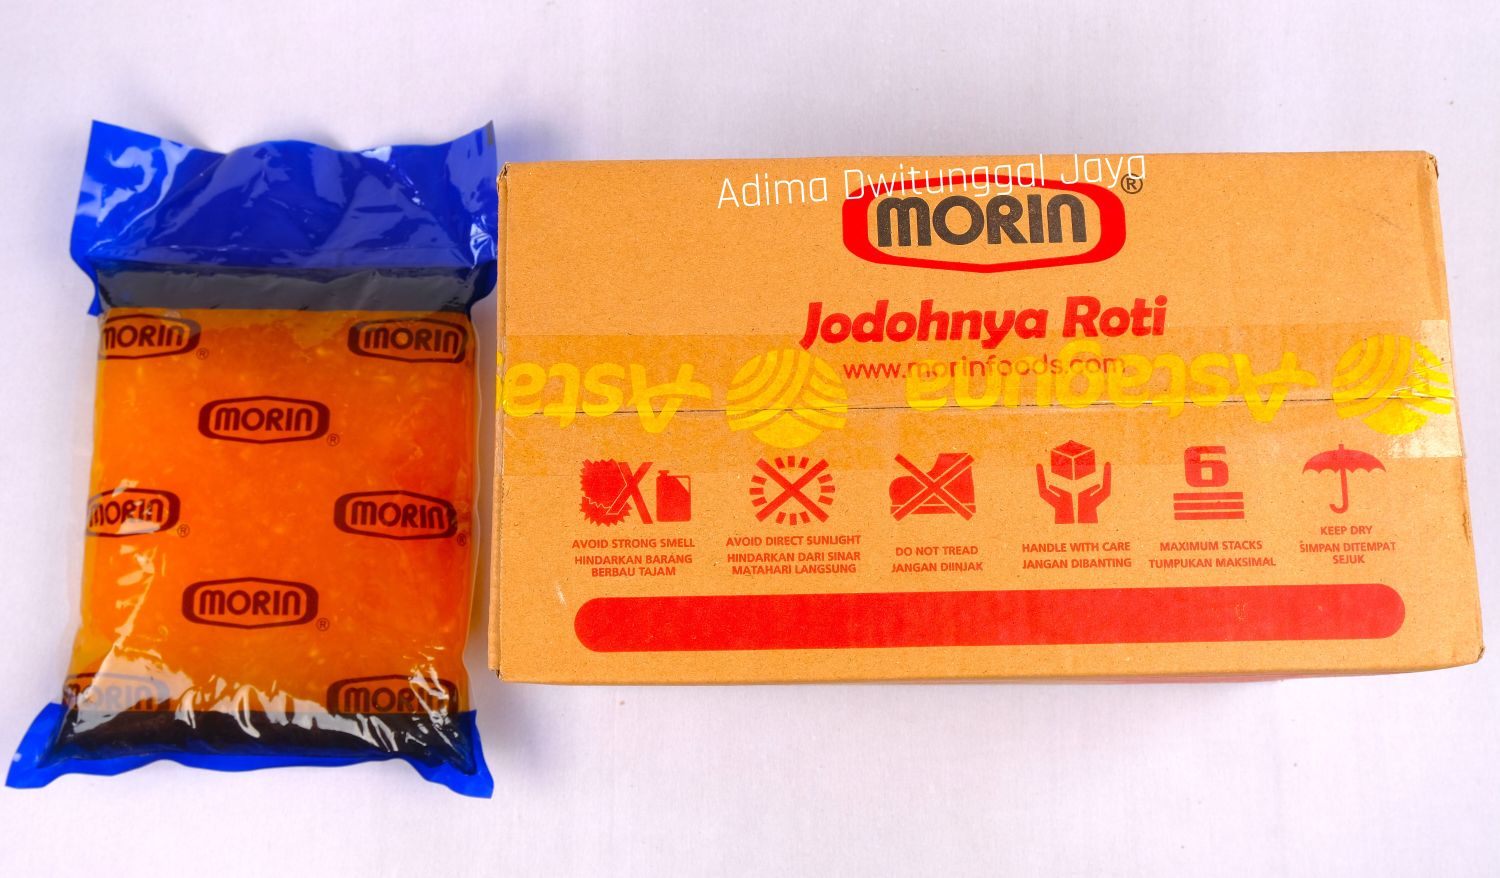 MORIN ®
MORIN
MORIN ®
MORIN ®
MORIN ®
MORIN ®
MORIN
MORIN
Adima Dwitunggal Jaya
MORIN ®
Jodohnya Roti
www.morinfoods.com
Asta
Astaguna
6
AVOID STRONG SMELL
HINDARKAN BARANG
BERBAU TAJAM
AVOID DIRECT SUNLIGHT
HINDARKAN DARI SINAR
MATAHARI LANGSUNG
DO NOT TREAD
JANGAN DIINJAK
HANDLE WITH CARE
JANGAN DIBANTING
MAXIMUM STACKS
TUMPUKAN MAKSIMAL
KEEP DRY
SIMPAN DITEMPAT
SEJUK